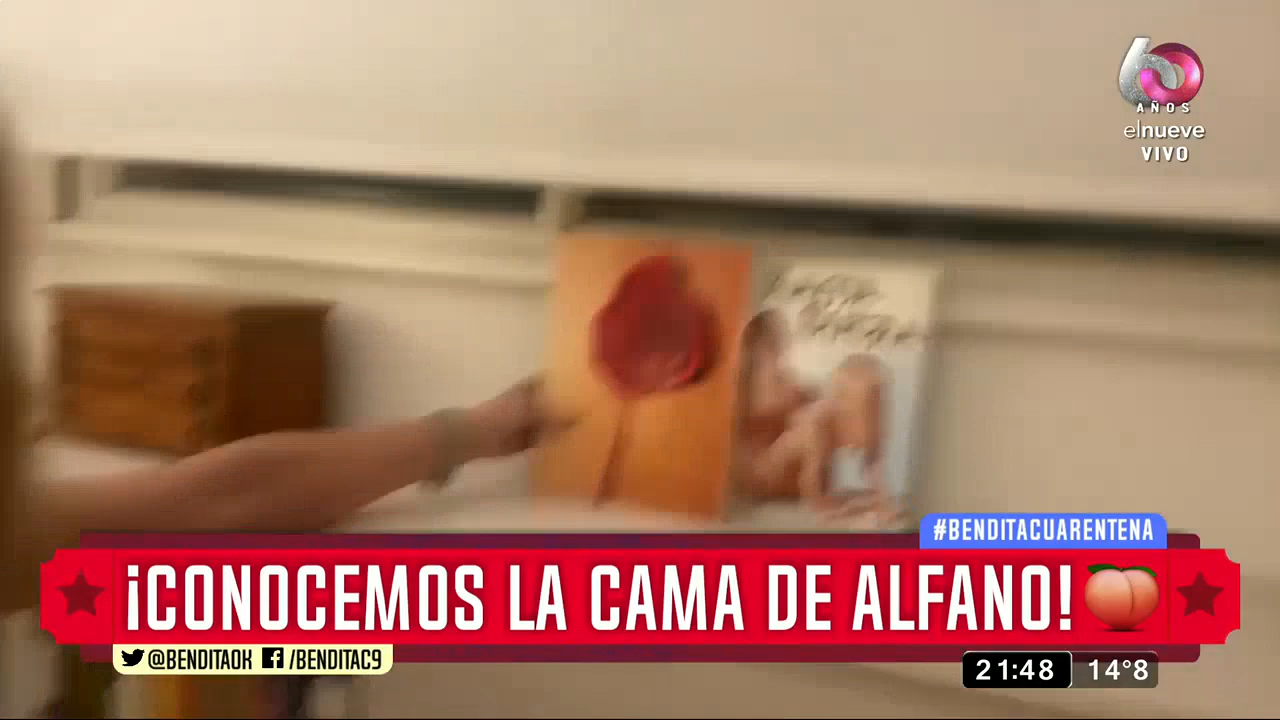 60
AÑOS
elnueve
VIVO
#BENDITACUARENTENA
¡CONOCEMOS LA CAMA DE ALFANO!
@BENDITAOK /BENDITAC9
21:48 14°8